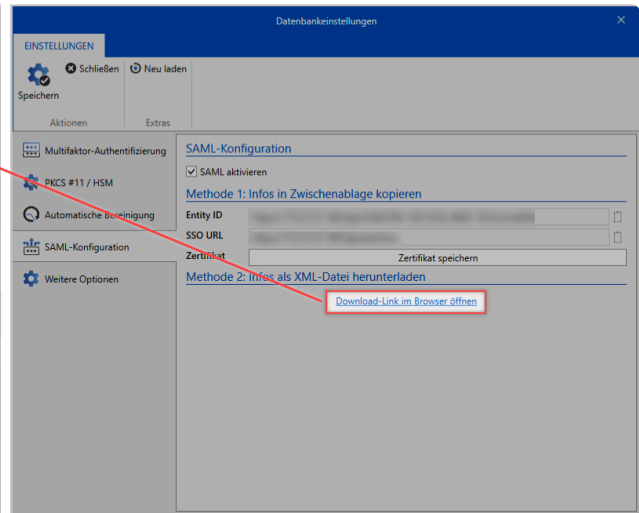 Datenbankeinstellungen
EINSTELLUNGEN
Speichern
Schließen
Neu laden
Aktionen
Extras
Multifaktor-Authentifizierung
PKCS #11 / HSM
Automatische Bereinigung
SAML-Konfiguration
Weitere Optionen
SAML-Konfiguration
SAML aktivieren
Methode 1: Infos in Zwischenablage kopieren
Entity ID
SSO URL
Zertifikat
Zertifikat speichern
Methode 2: Infos als XML-Datei herunterladen
Download-Link im Browser öffnen